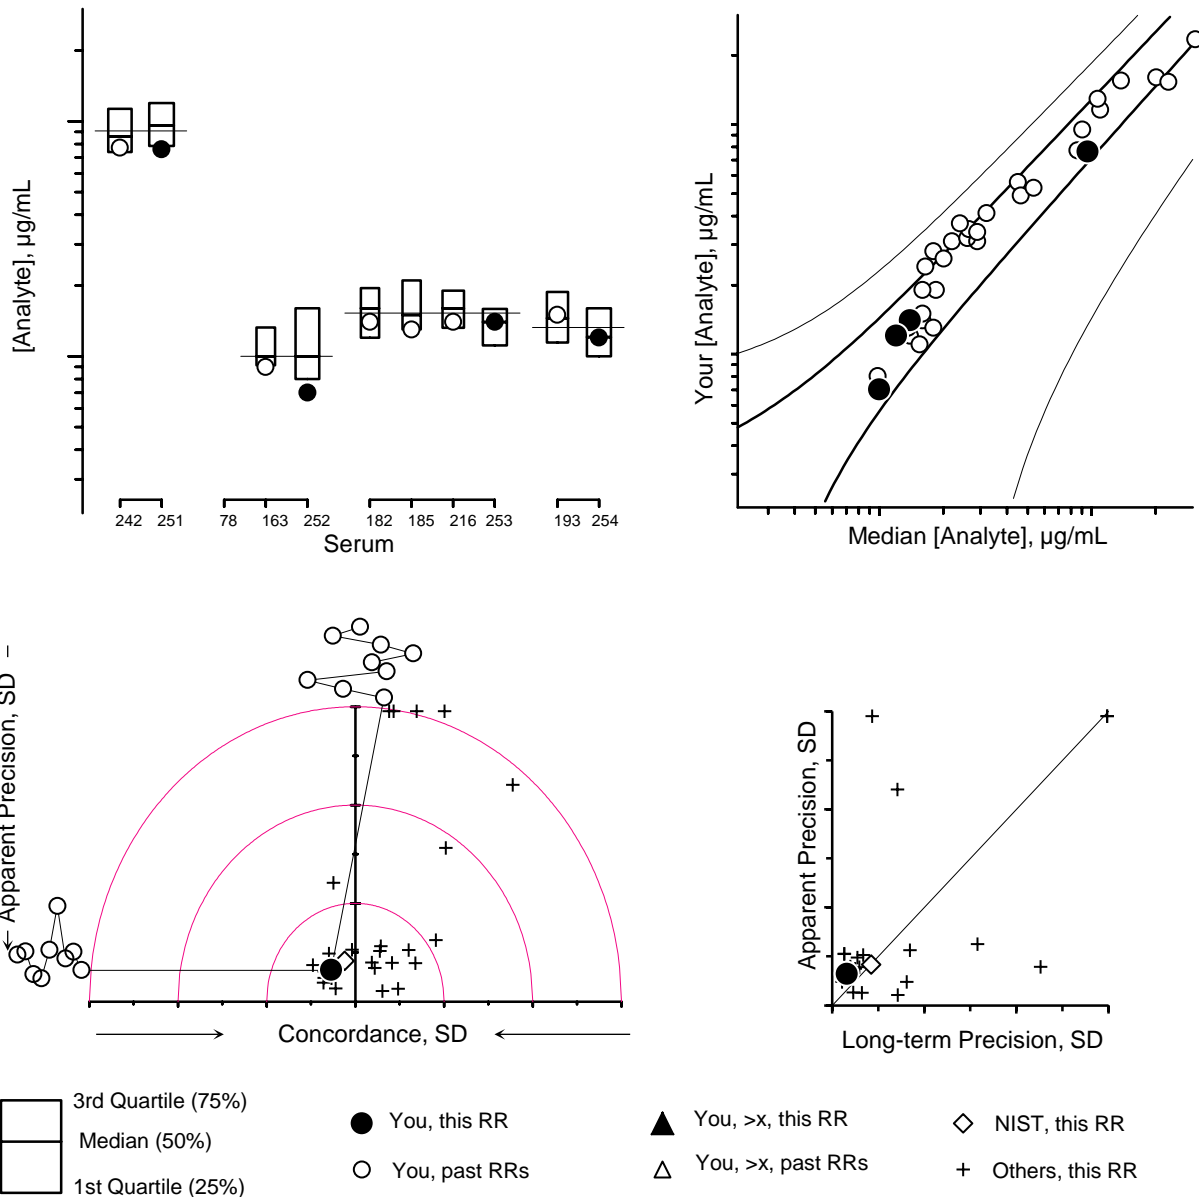 [Analyte], µg/mL
242 251 78 163 252 182 185 216 253 193 254
Serum
Your [Analyte], µg/mL
Median [Analyte], µg/mL
Apparent Precision, SD
Concordance, SD
Apparent Precision, SD
Long-term Precision, SD
3rd Quartile (75%)
Median (50%)
1st Quartile (25%)
You, this RR
You, past RRs
You, >x, this RR
You, >x, past RRs
NIST, this RR
Others, this RR